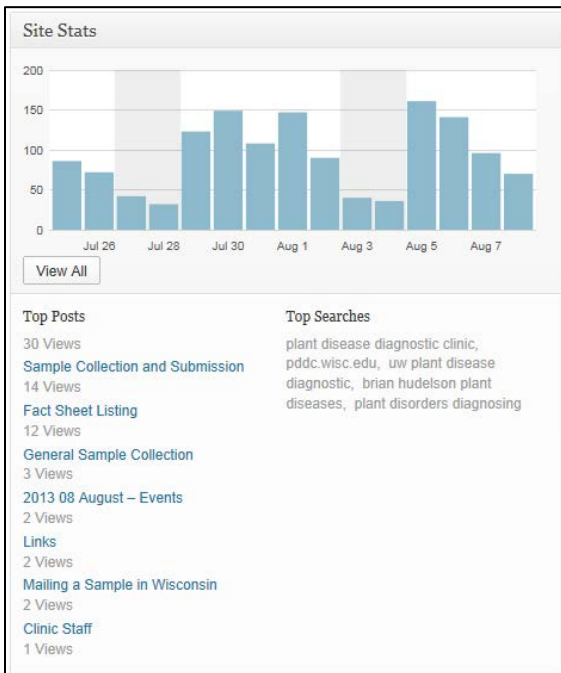 Site Stats
200
150
100
50
0
Jul 26 Jul 28 Jul 30 Aug 1 Aug 3 Aug 5 Aug 7
View All
Top Posts
30 Views
Sample Collection and Submission
14 Views
Fact Sheet Listing
12 Views
General Sample Collection
3 Views
2013 08 August – Events
2 Views
Links
2 Views
Mailing a Sample in Wisconsin
2 Views
Clinic Staff
1 Views
Top Searches
plant disease diagnostic clinic,
pddc.wisc.edu, uw plant disease
diagnostic, brian hudelson plant
diseases, plant disorders diagnosing